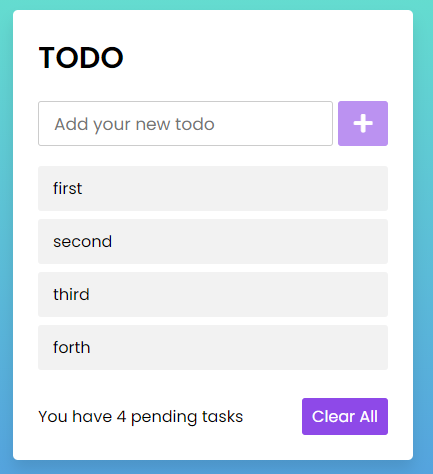 TODO
Add your new todo
first
second
third
forth
You have 4 pending tasks
Clear All